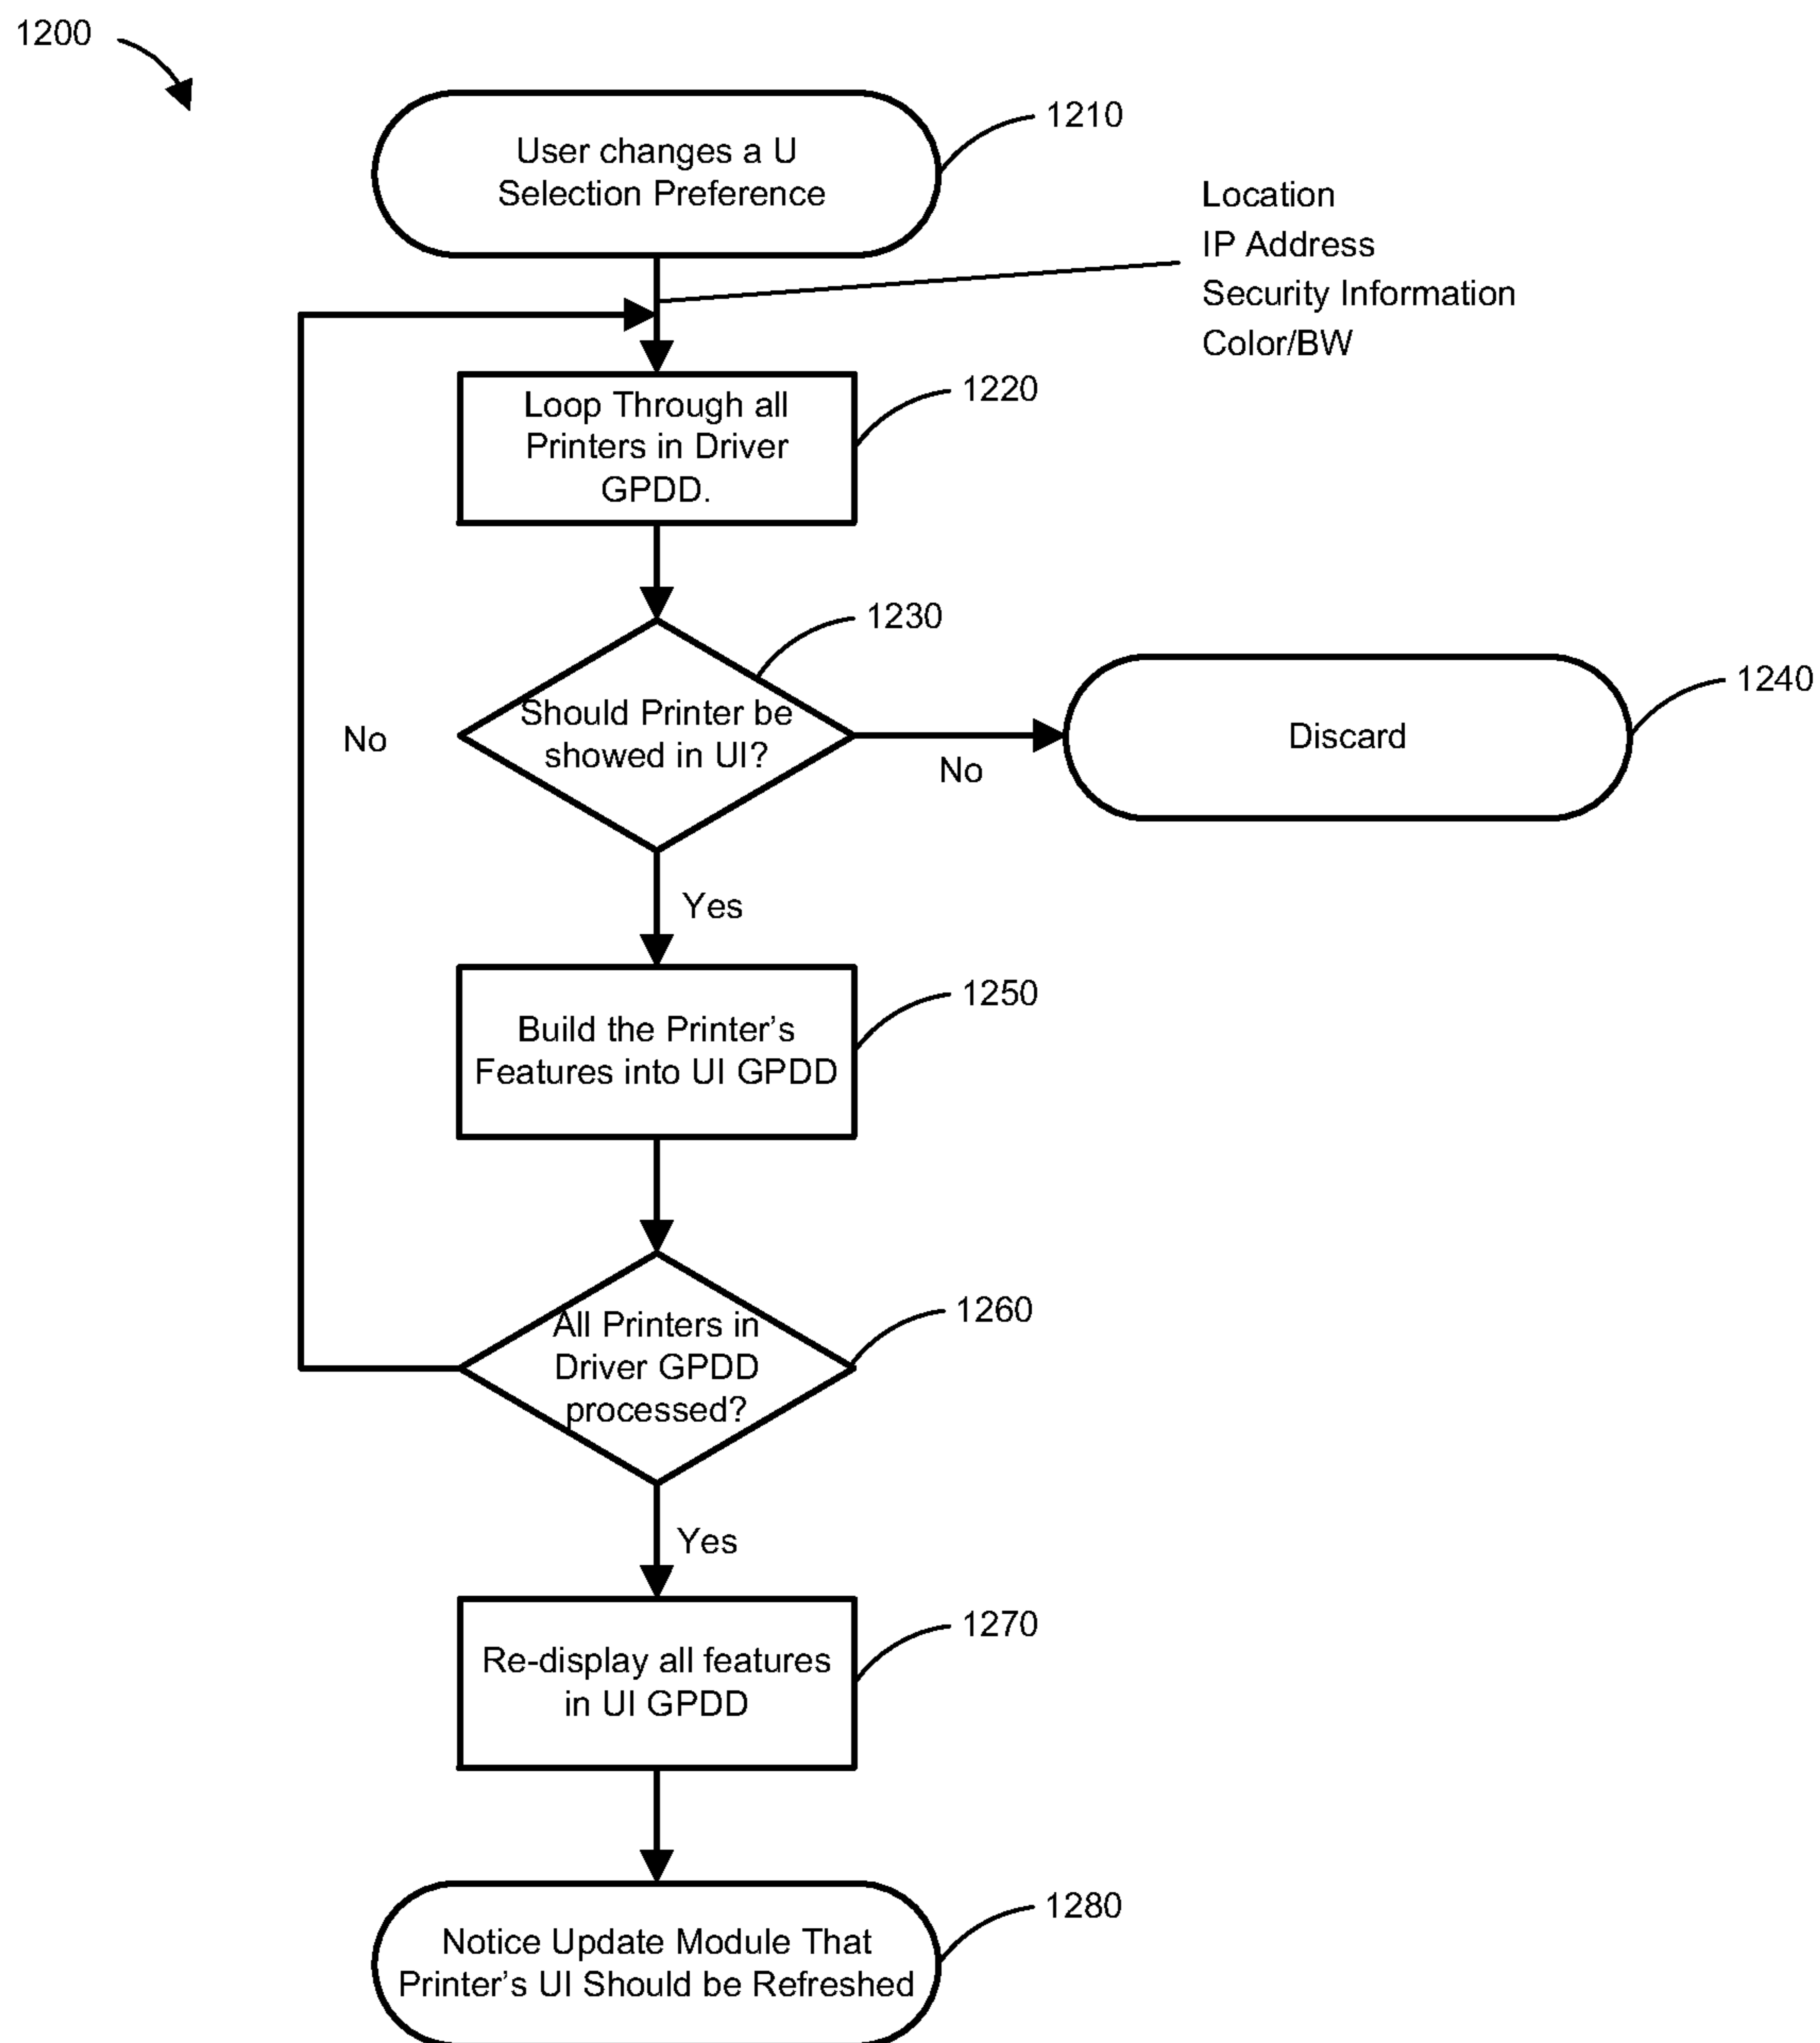 1200
User changes a U
Selection Preference
1210
Location
IP Address
Security Information
Color/BW
Loop Through all
Printers in Driver
GPDD.
1220
1230
Should Printer be
showed in UI?
No
No
Discard
1240
Yes
Build the Printer's
Features into UI GPDD
1250
All Printers in
Driver GPDD
processed?
1260
Yes
Re-display all features
in UI GPDD
1270
Notice Update Module That
Printer's UI Should be Refreshed
1280